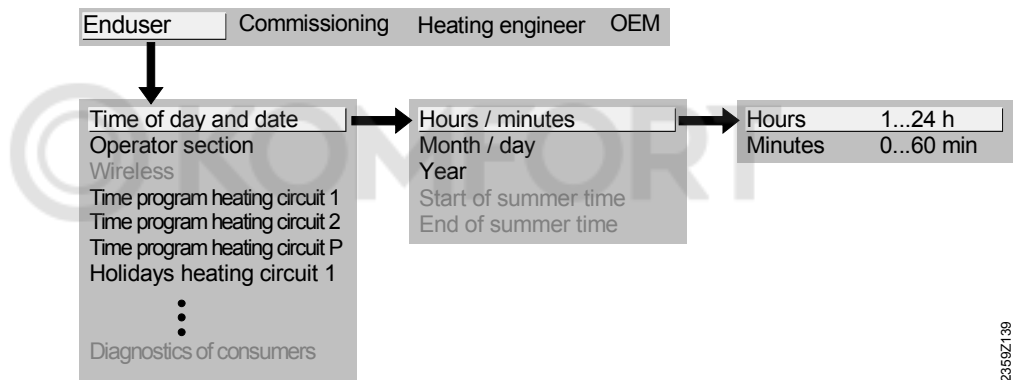 Enduser Commissioning Heating engineer OEM
Time of day and date
Operator section
Wireless
Time program heating circuit 1
Time program heating circuit 2
Time program heating circuit P
Holidays heating circuit 1
Diagnostics of consumers
Hours / minutes
Month / day
Year
Start of summer time
End of summer time
Hours 1...24 h
Minutes 0...60 min
KOMFORT
2359Z139